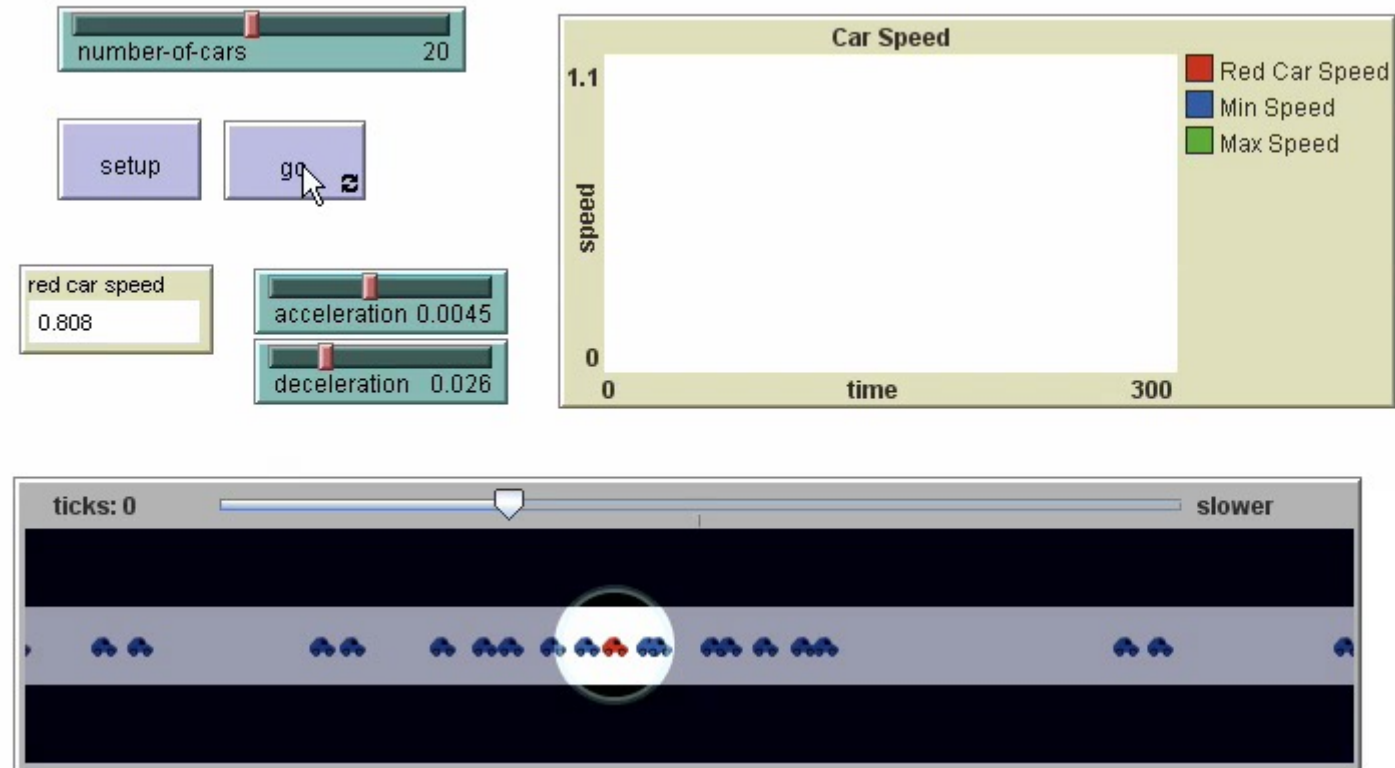 number-of-cars 20
setup
go
red car speed
0.808
acceleration 0.0045
deceleration 0.026
Car Speed
1.1
speed
0
0 time 300
Red Car Speed
Min Speed
Max Speed
ticks: 0
slower